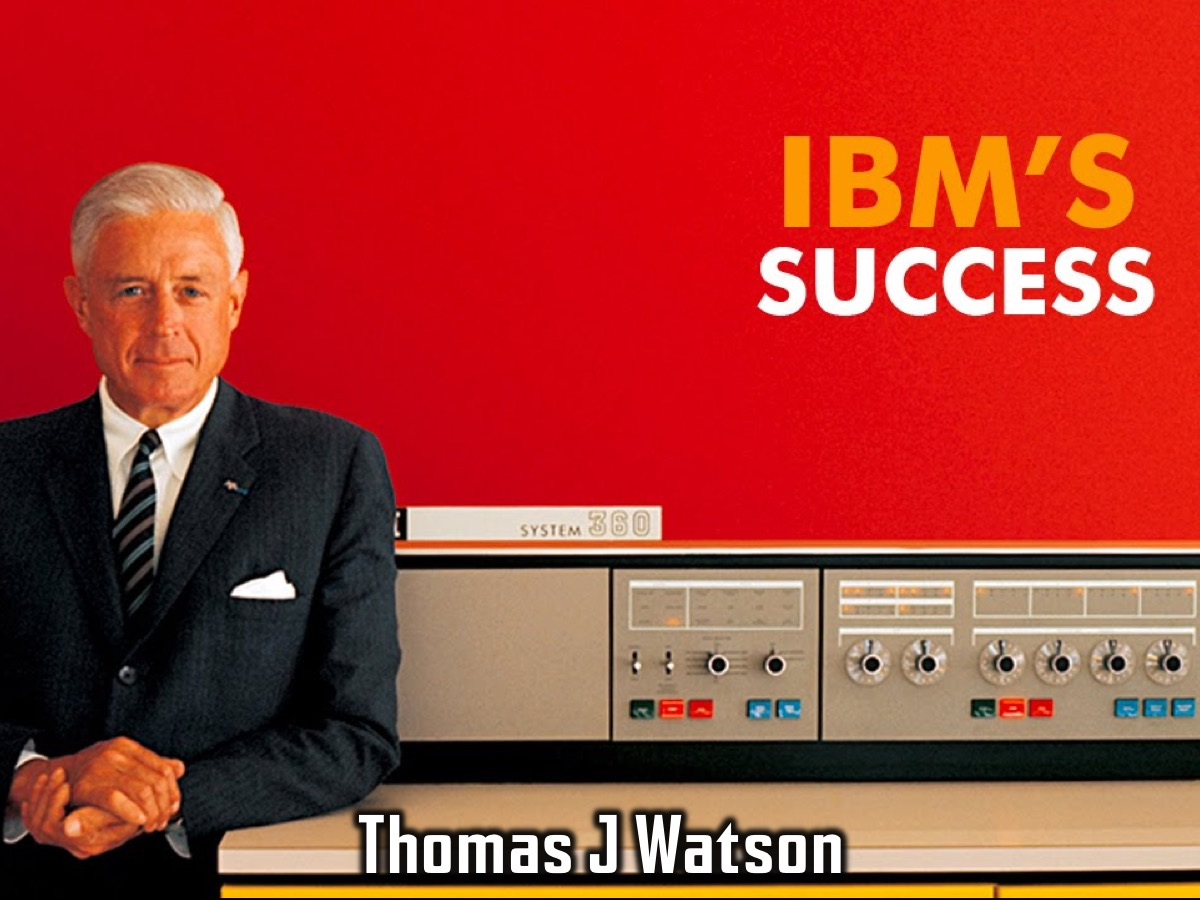 IBM’S
SUCCESS
SYSTEM 360
Thomas J Watson